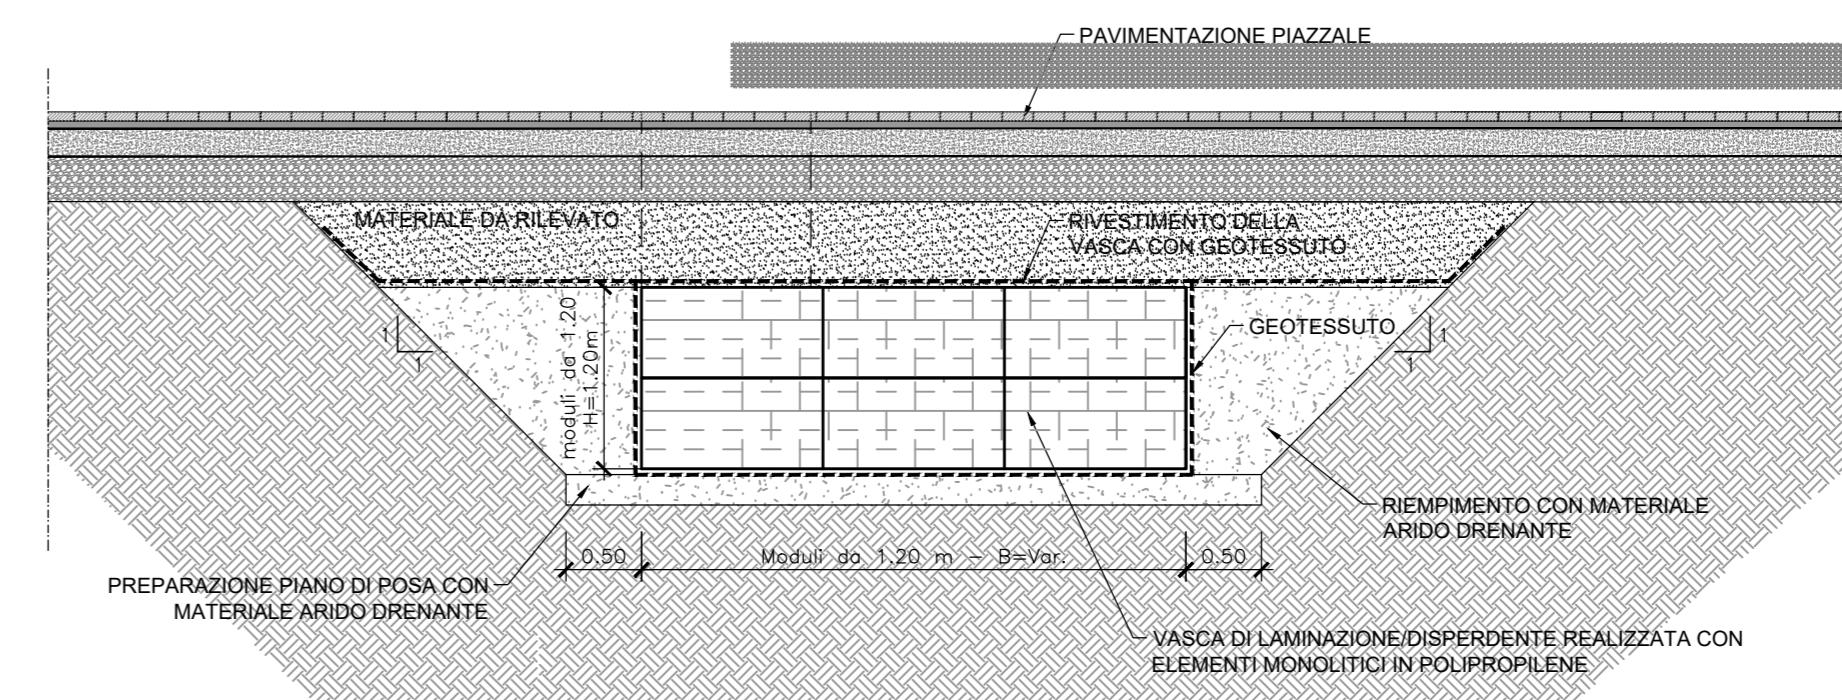 PAVIMENTAZIONE PIAZZALE
MATERIALE DA RILEVATO
RIVESTIMENTO DELLA
VASCA CON GEOTESSUTO
moduli da 1.20
H=1.20m
1
1
GEOTESSUTO
1
1
RIEMPIMENTO CON MATERIALE
ARIDO DRENANTE
0.50
Moduli da 1.20 m - B=Var.
0.50
PREPARAZIONE PIANO DI POSA CON
MATERIALE ARIDO DRENANTE
VASCA DI LAMINAZIONE/DISPERDENTE REALIZZATA CON
ELEMENTI MONOLITICI IN POLIPROPILENE